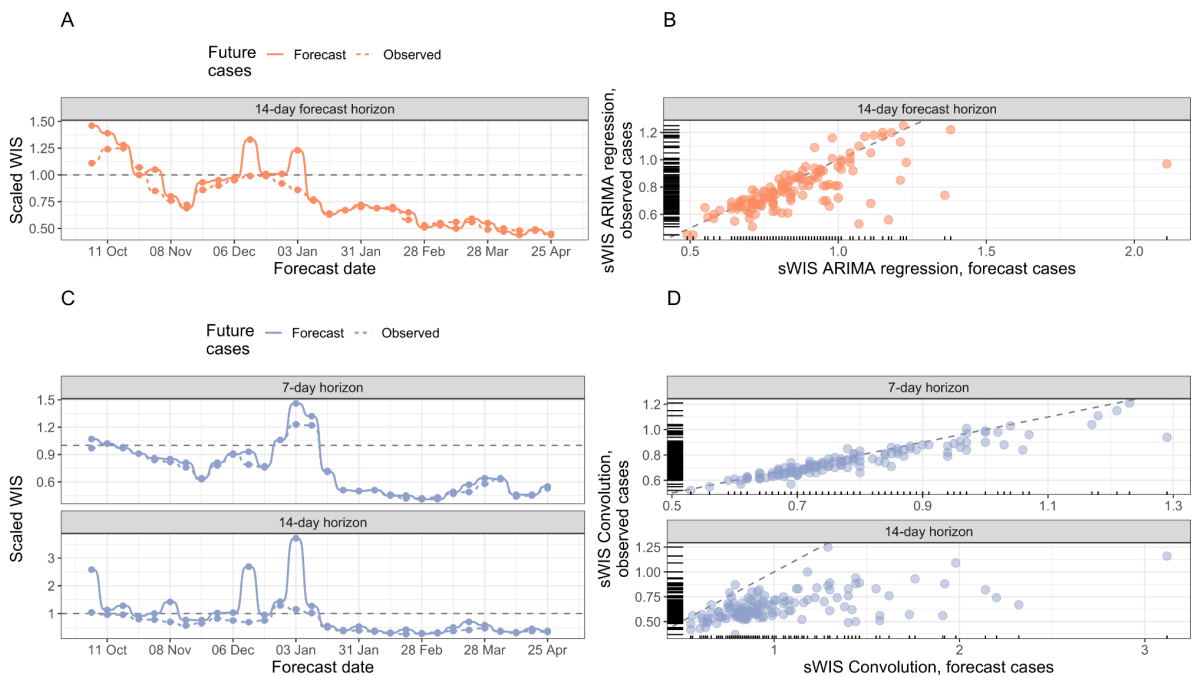 A
Future
cases
Forecast
Observed
14-day forecast horizon
1.50
1.25
1.00
0.75
0.50
Scaled WIS
11 Oct
08 Nov
06 Dec
03 Jan
31 Jan
28 Feb
28 Mar
25 Apr
Forecast date
B
14-day forecast horizon
1.2
1.0
0.8
0.6
sWIS ARIMA regression,
observed cases
0.5
1.0
1.5
2.0
sWIS ARIMA regression, forecast cases
C
Future
cases
Forecast
Observed
7-day horizon
1.5
1.2
0.9
0.6
14-day horizon
3
2
1
Scaled WIS
11 Oct
08 Nov
06 Dec
03 Jan
31 Jan
28 Feb
28 Mar
25 Apr
Forecast date
D
7-day horizon
1.2
1.0
0.8
0.6
0.5
0.7
0.9
1.1
1.3
14-day horizon
1.25
1.00
0.75
0.50
sWIS Convolution,
observed cases
1
2
3
sWIS Convolution, forecast cases